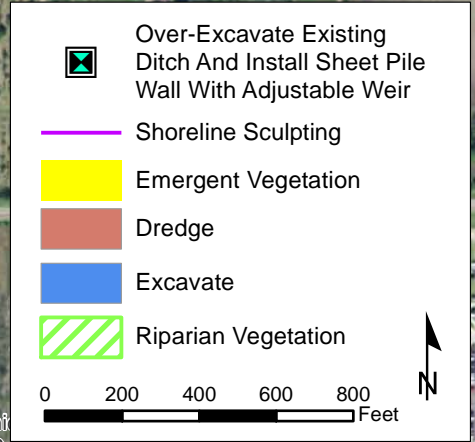 Over-Excavate Existing
Ditch And Install Sheet Pile
Wall With Adjustable Weir
Shoreline Sculpting
Emergent Vegetation
Dredge
Excavate
Riparian Vegetation
N
0 200 400 600 800
Feet